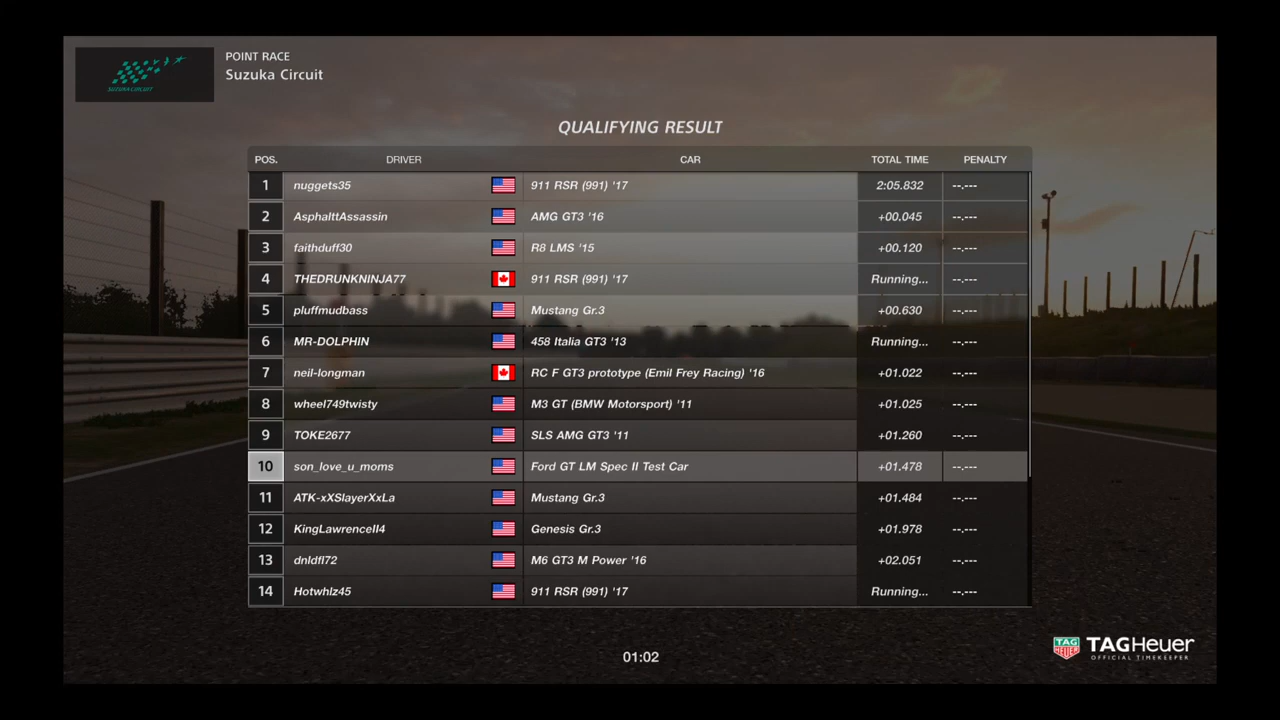 POINT RACE
Suzuka Circuit
SUZUKA CIRCUIT
QUALIFYING RESULT
POS. DRIVER CAR TOTAL TIME PENALTY
1 nuggets35 911 RSR (991) '17 2:05.832 --.---
2 AsphalttAssassin AMG GT3 '16 +00.045 --.---
3 faithduff30 R8 LMS '15 +00.120 --.---
4 THEDRUNKNINJA77 911 RSR (991) '17 Running... --.---
5 pluffmudbass Mustang Gr.3 +00.630 --.---
6 MR-DOLPHIN 458 Italia GT3 '13 Running... --.---
7 neil-longman RC F GT3 prototype (Emil Frey Racing) '16 +01.022 --.---
8 wheel749twisty M3 GT (BMW Motorsport) '11 +01.025 --.---
9 TOKE2677 SLS AMG GT3 '11 +01.260 --.---
10 son_love_u_moms Ford GT LM Spec II Test Car +01.478 --.---
11 ATK-xXSlayerXxLa Mustang Gr.3 +01.484 --.---
12 KingLawrenceII4 Genesis Gr.3 +01.978 --.---
13 dnldfl72 M6 GT3 M Power '16 +02.051 --.---
14 Hotwhlz45 911 RSR (991) '17 Running... --.---
TAG HEUER TAGHeuer
OFFICIAL TIMEKEEPER
01:02